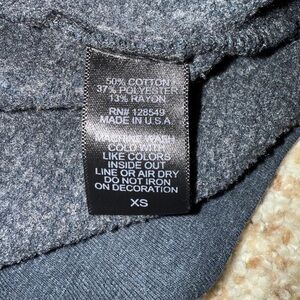 50% COTTON
37% POLYESTER
13% RAYON
RN# 128549
MADE IN U.S.A.
MACHINE WASH
COLD WITH
LIKE COLORS
INSIDE OUT
LINE OR AIR DRY
DO NOT IRON
ON DECORATION
XS